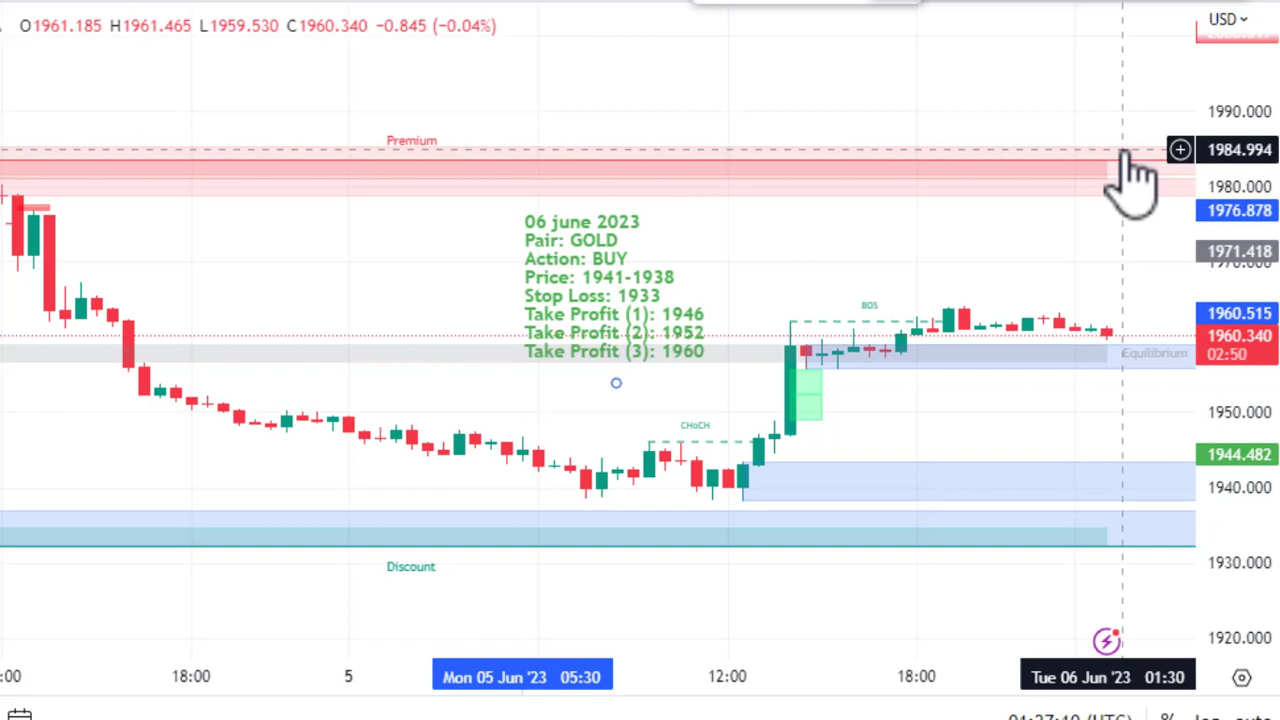 O1961.185 H1961.465 L1959.530 C1960.340 −0.845 (−0.04%)
USD
1990.000
Premium
1984.994
1980.000
1976.878
06 june 2023
Pair: GOLD
Action: BUY
Price: 1941-1938
Stop Loss: 1933
Take Profit (1): 1946
Take Profit (2): 1952
Take Profit (3): 1960
1971.418
1970.000
BOS
1960.515
1960.340
02:50
Equilibrium
1950.000
CHoCH
1944.482
1940.000
1930.000
Discount
1920.000
:00
18:00
5
Mon 05 Jun '23 05:30
12:00
18:00
Tue 06 Jun '23 01:30
%